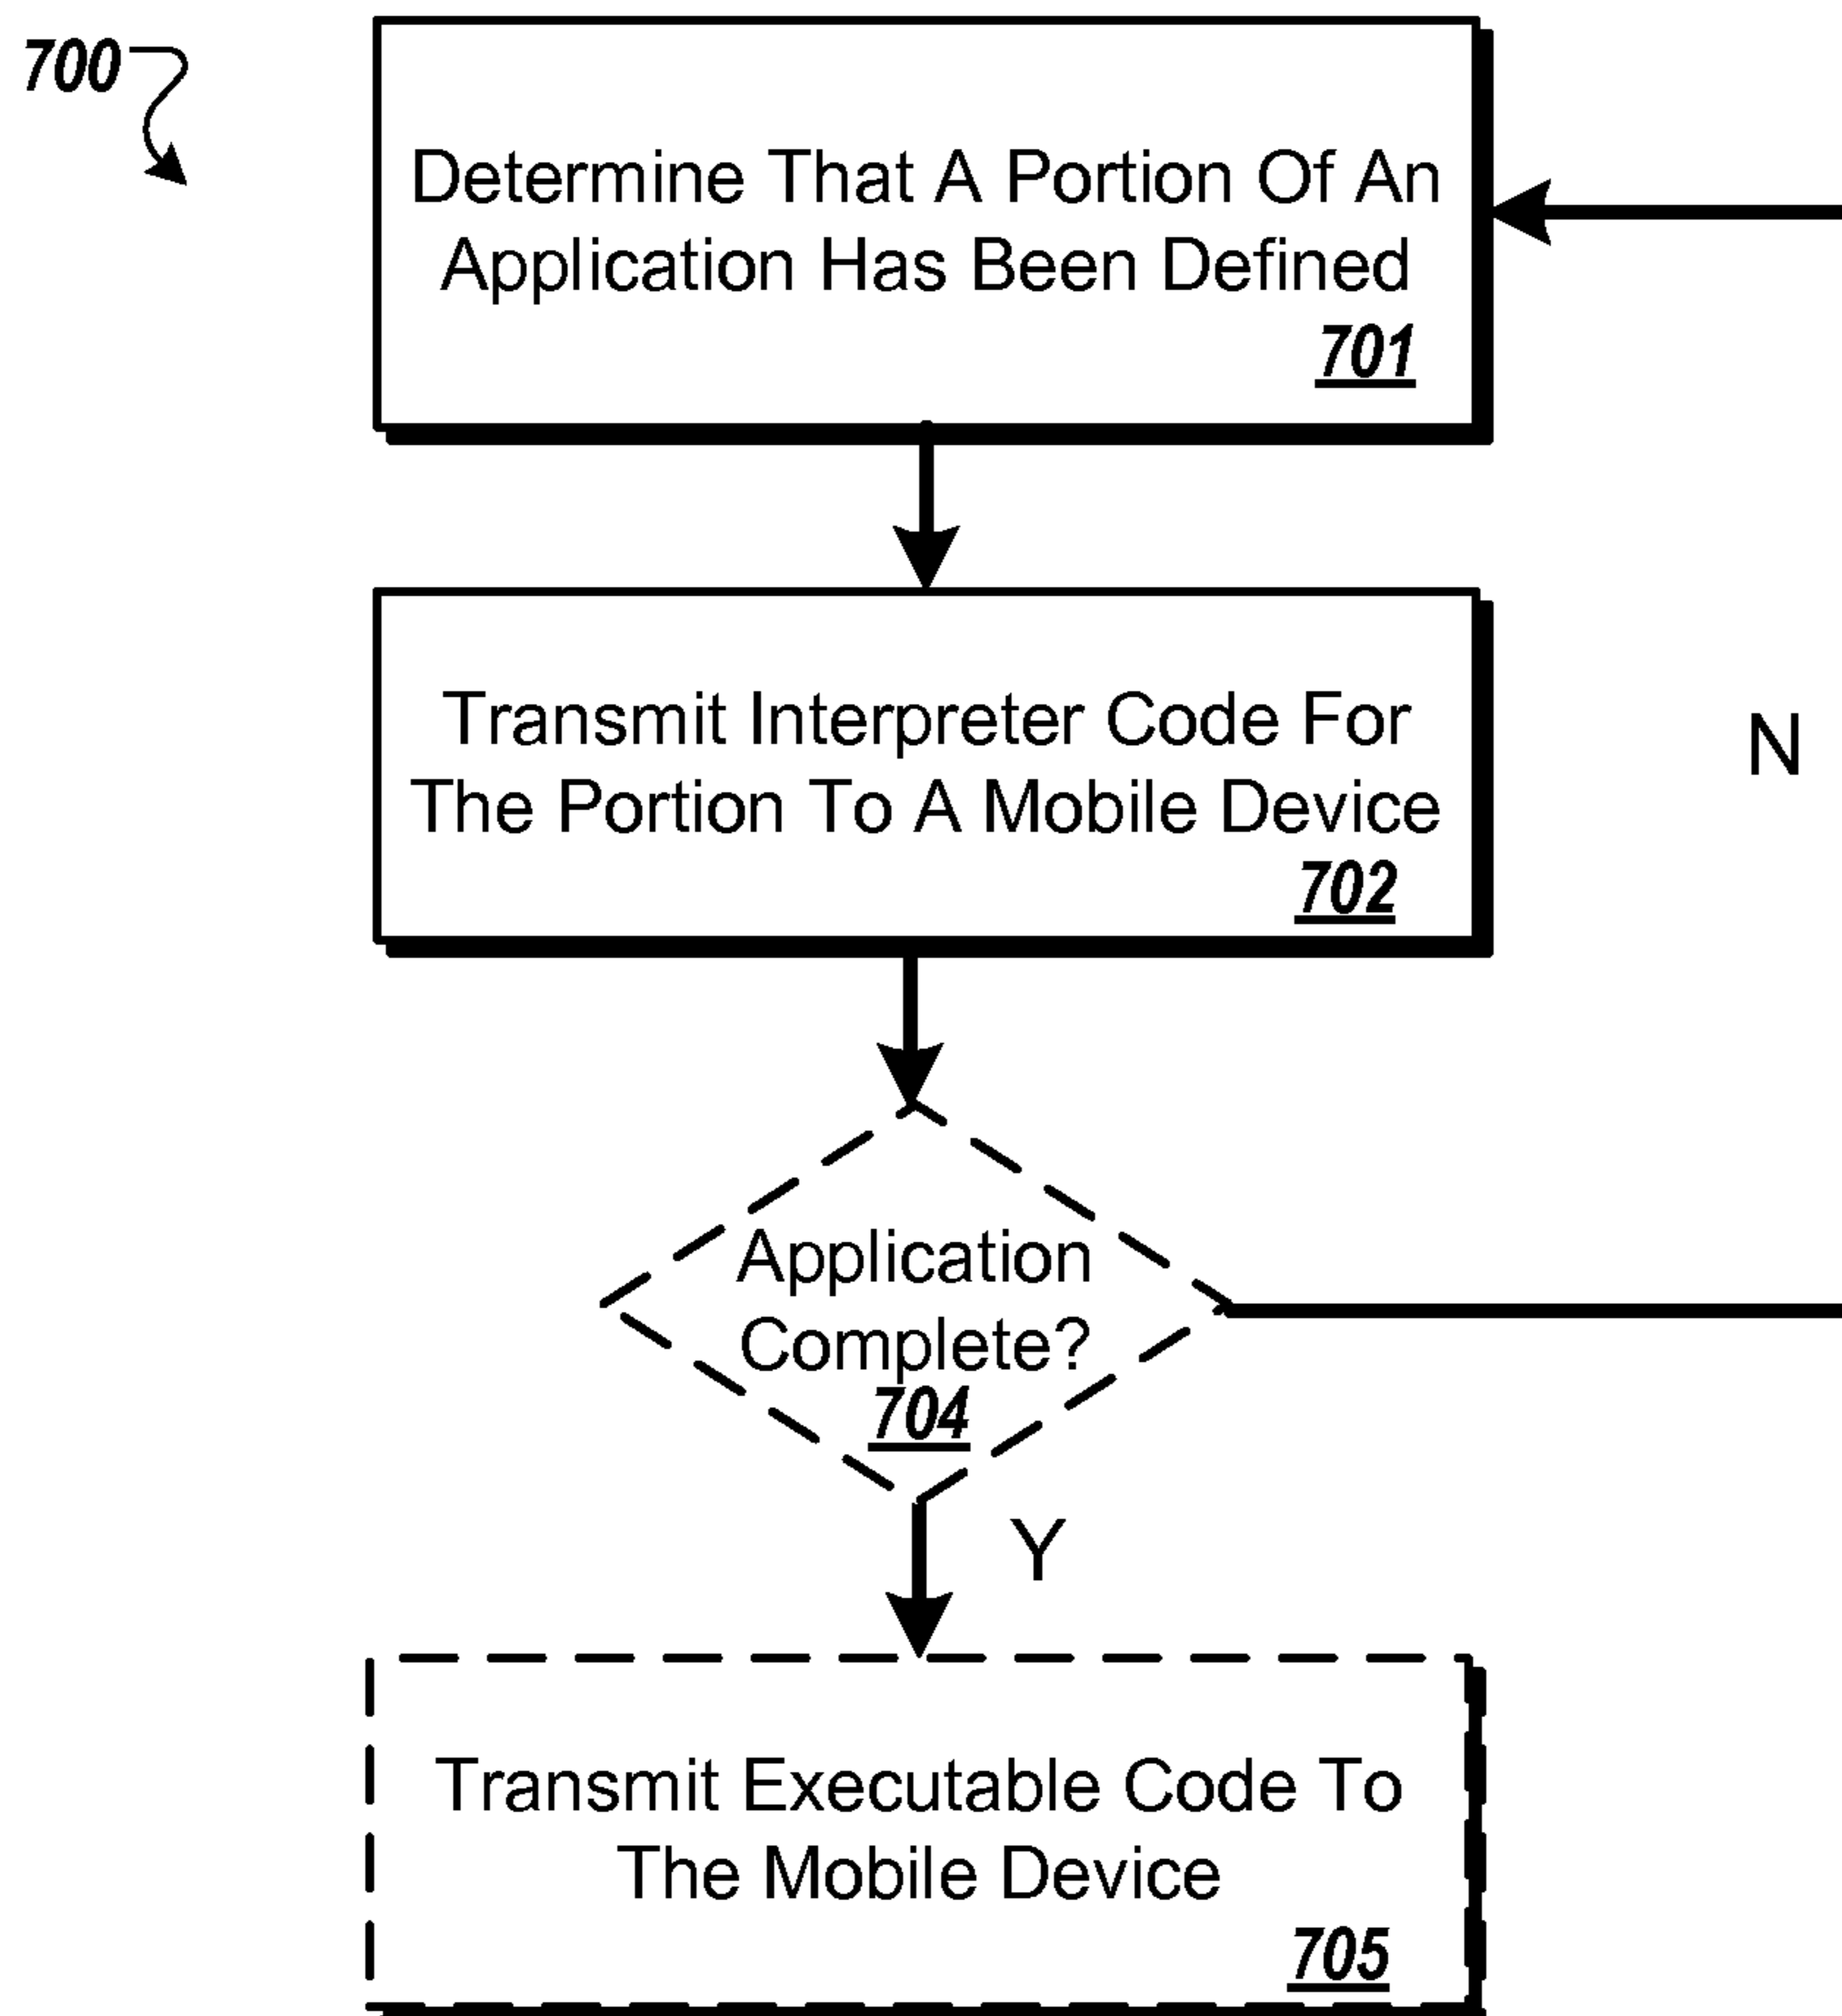 700
Determine That A Portion Of An
Application Has Been Defined
701
Transmit Interpreter Code For
The Portion To A Mobile Device
702
N
Application
Complete?
704
Y
Transmit Executable Code To
The Mobile Device
705